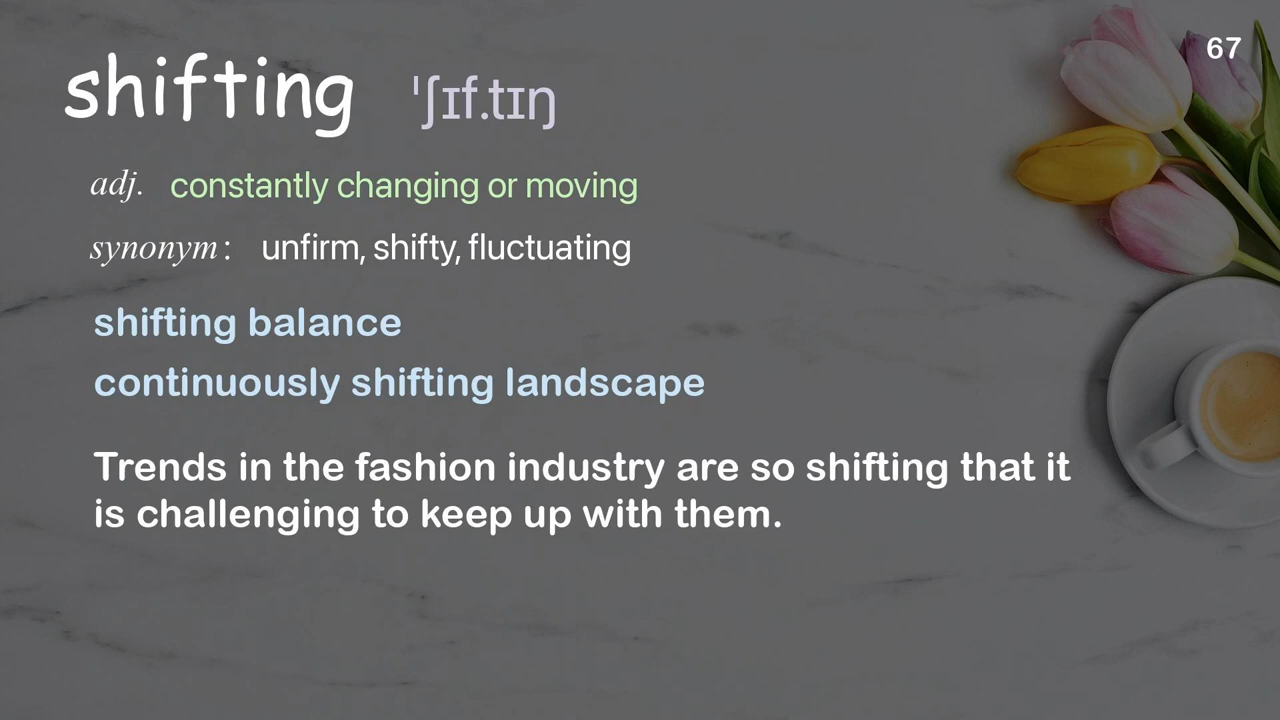 67
shifting ˈʃɪf.tɪŋ
adj. constantly changing or moving
synonym: unfirm, shifty, fluctuating
shifting balance
continuously shifting landscape
Trends in the fashion industry are so shifting that it
is challenging to keep up with them.